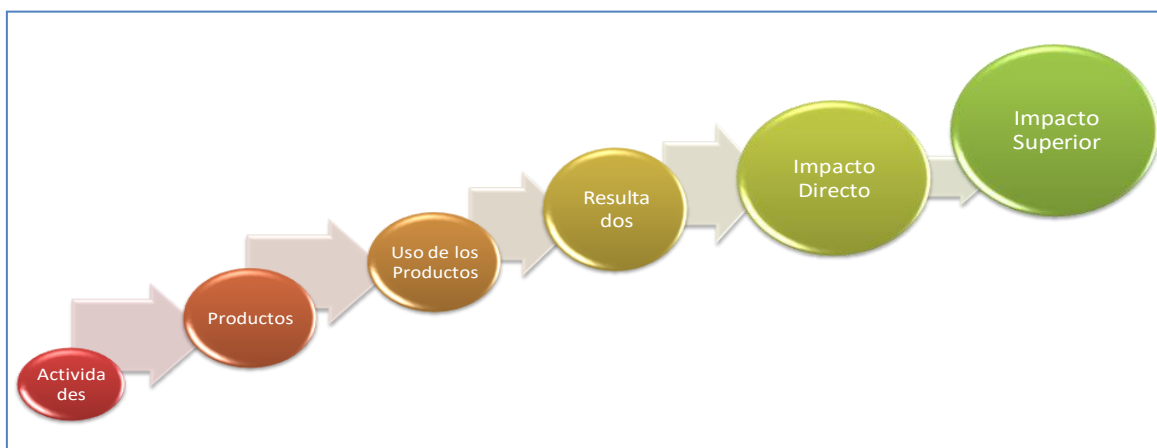 Activida
des
Productos
Uso de los
Productos
Resulta
dos
Impacto
Directo
Impacto
Superior